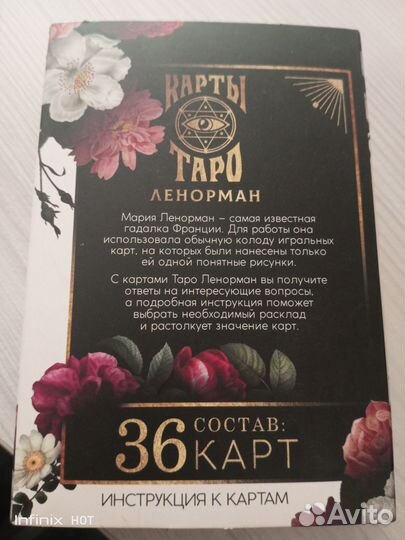 КАРТЫ
ТАРО
ЛЕНОРМАН
Мария Ленорман – самая известная
гадалка Франции. Для работы она
использовала обычную колоду игральных
карт, на которых были нанесены только
ей одной понятные рисунки.
С картами Таро Ленорман вы получите
ответы на интересующие вопросы,
а подробная инструкция поможет
выбрать необходимый расклад
и растолкует значение карт.
СОСТАВ:
36 КАРТ
ИНСТРУКЦИЯ К КАРТАМ
Infinix HOT
Avito